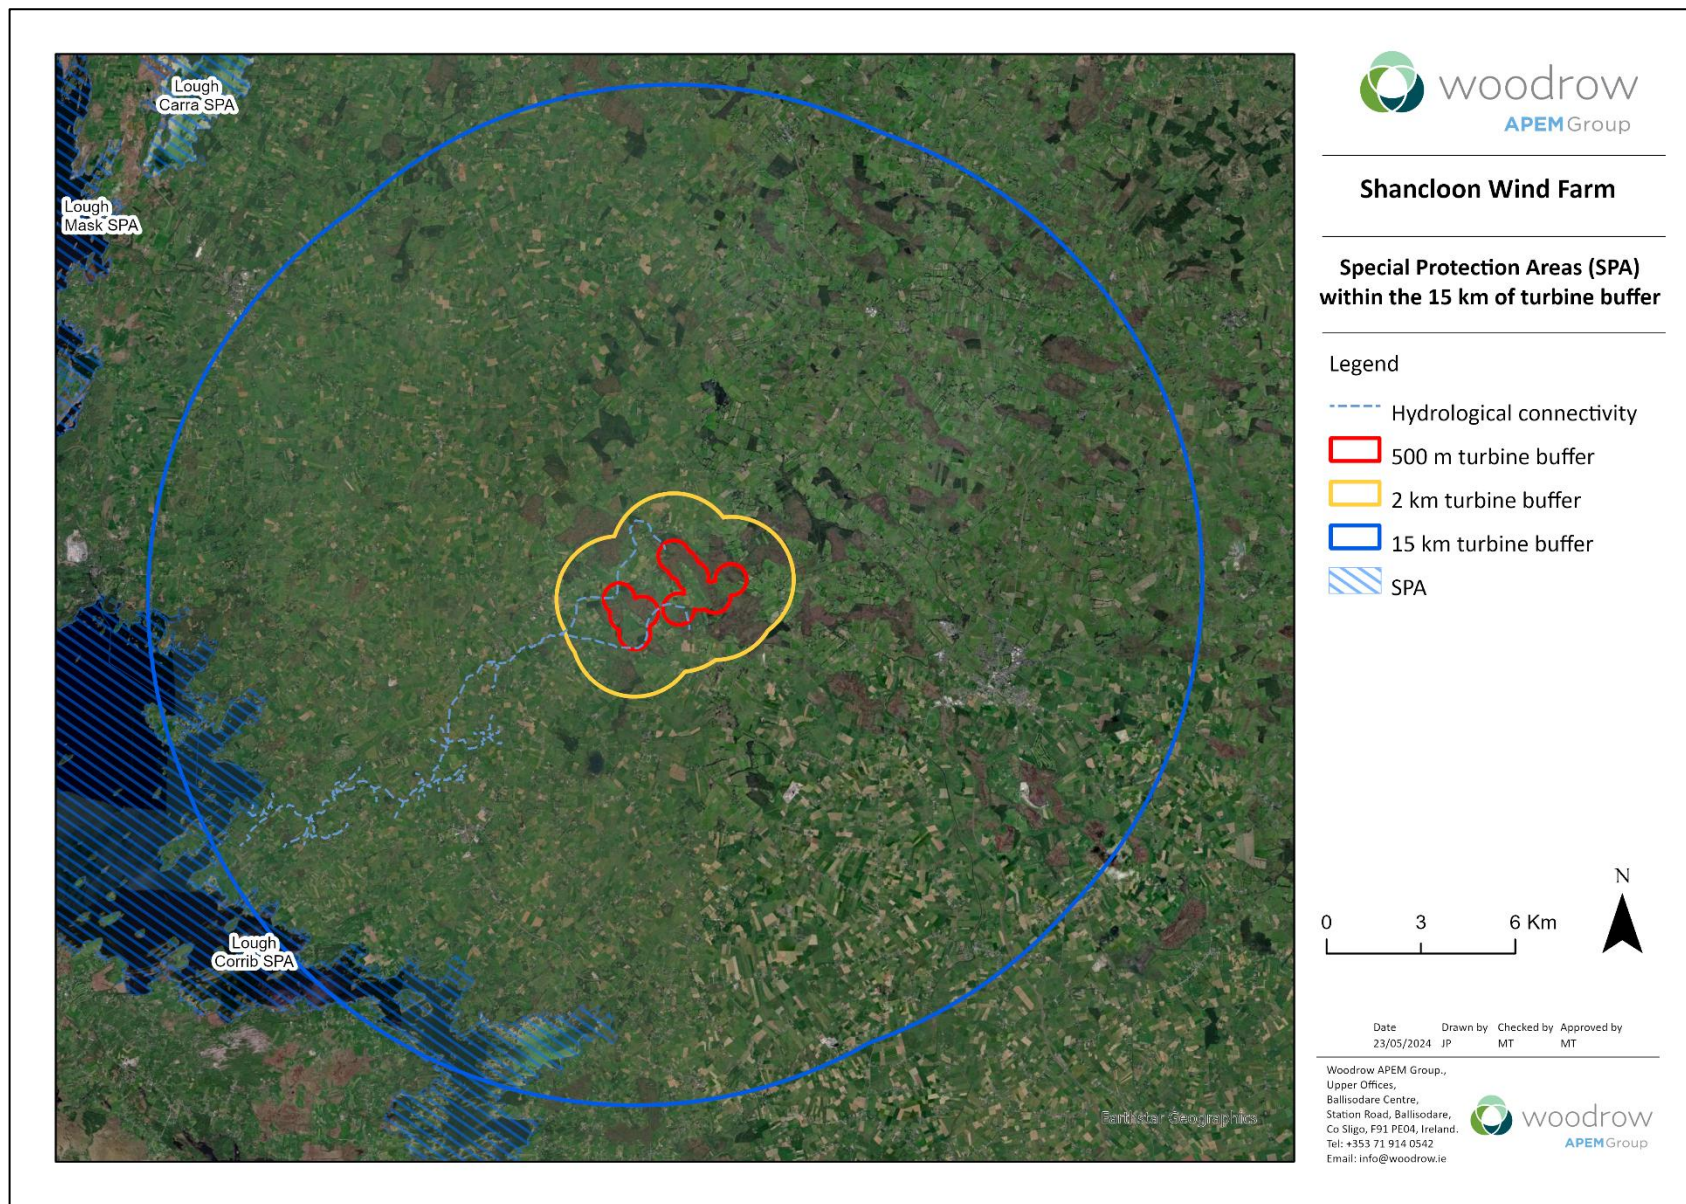 Lough
Carra SPA
Lough
Mask SPA
Lough
Corrib SPA
Earthstar Geographics
woodrow
APEM Group
Shancloon Wind Farm
Special Protection Areas (SPA)
within the 15 km of turbine buffer
Legend
Hydrological connectivity
500 m turbine buffer
2 km turbine buffer
15 km turbine buffer
SPA
N
0 3 6 Km
Date Drawn by Checked by Approved by
23/05/2024 JP MT MT
Woodrow APEM Group.,
Upper Offices,
Ballisodare Centre,
Station Road, Ballisodare,
Co Sligo, F91 PE04, Ireland.
Tel: +353 71 914 0542
Email: info@woodrow.ie
woodrow
APEM Group